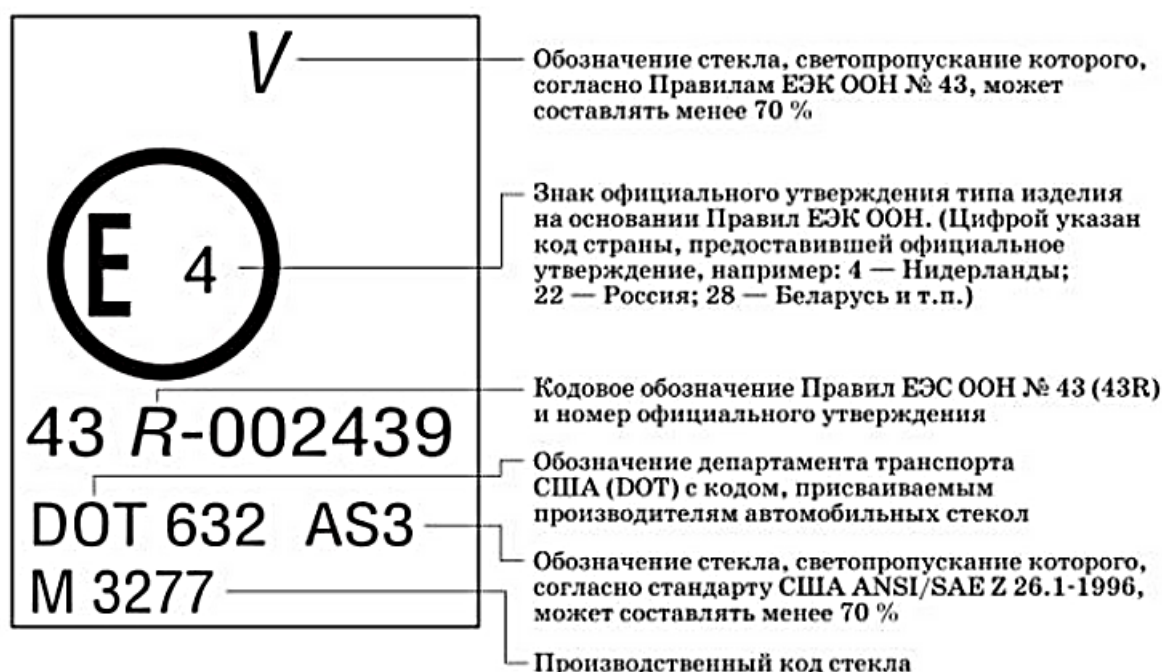 V
Обозначение стекла, светопропускание которого,
согласно Правилам ЕЭК ООН № 43, может
составлять менее 70 %
E 4
Знак официального утверждения типа изделия
на основании Правил ЕЭК ООН. (Цифрой указан
код страны, предоставившей официальное
утверждение, например: 4 — Нидерланды;
22 — Россия; 28 — Беларусь и т.п.)
43 R-002439
Кодовое обозначение Правил ЕЭС ООН № 43 (43R)
и номер официального утверждения
DOT 632 AS3
Обозначение департамента транспорта
США (DOT) с кодом, присваиваемым
производителям автомобильных стекол
Обозначение стекла, светопропускание которого,
согласно стандарту США ANSI/SAE Z 26.1-1996,
может составлять менее 70 %
M 3277
Производственный код стекла